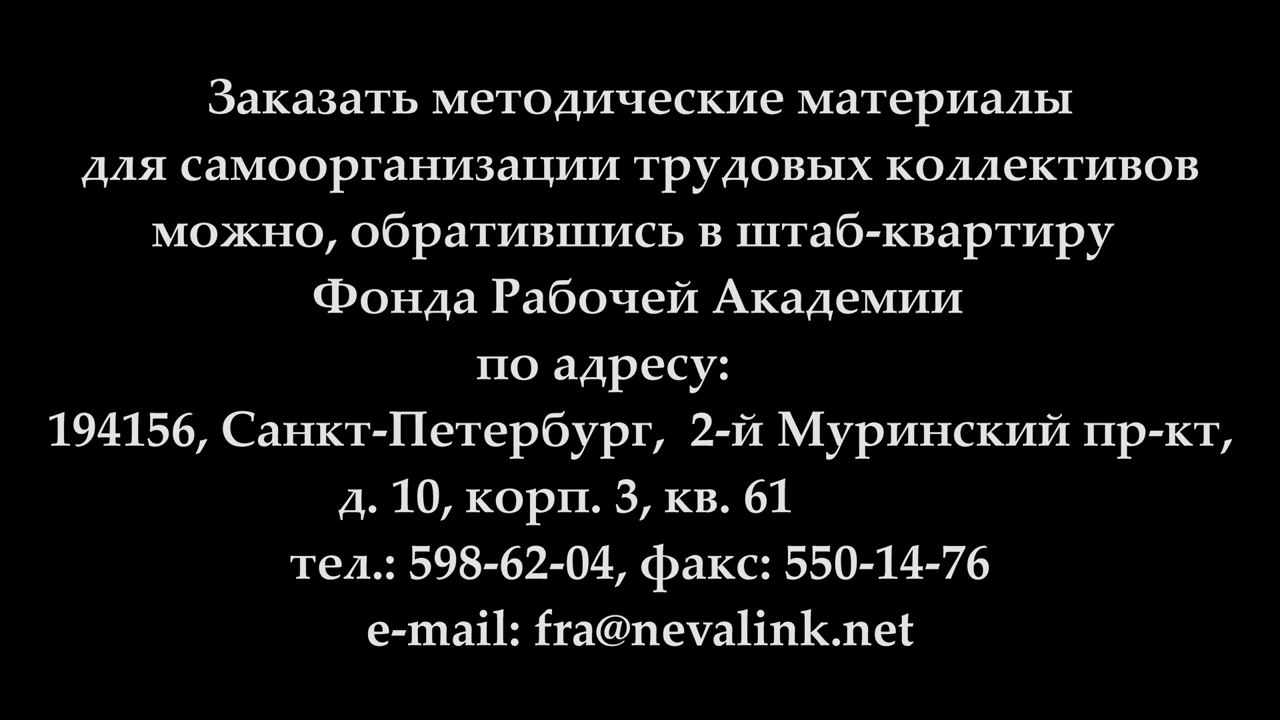 Заказать методические материалы
для самоорганизации трудовых коллективов
можно, обратившись в штаб-квартиру
Фонда Рабочей Академии
по адресу:
194156, Санкт-Петербург, 2-й Муринский пр-кт,
д. 10, корп. 3, кв. 61
тел.: 598-62-04, факс: 550-14-76
e-mail: fra@nevalink.net